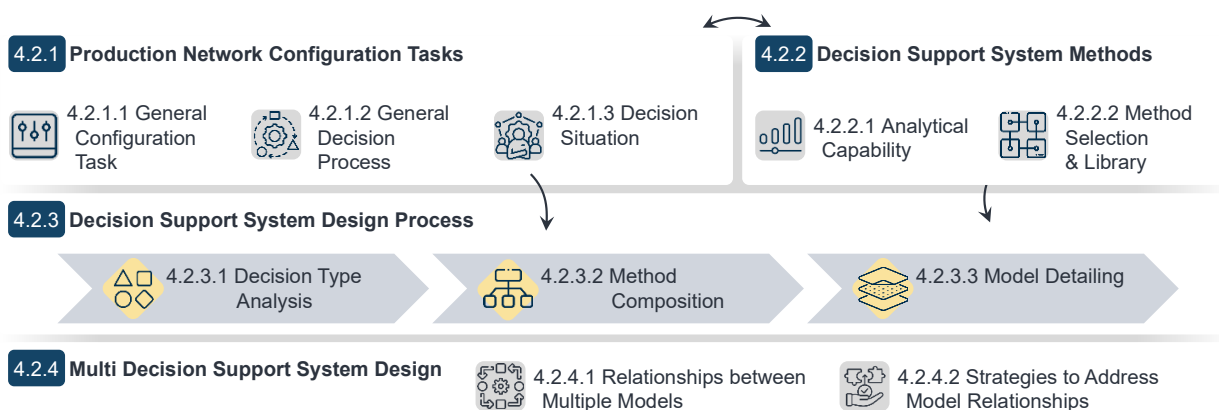 4.2.1 Production Network Configuration Tasks
4.2.1.1 General
Configuration
Task
4.2.1.2 General
Decision
Process
4.2.1.3 Decision
Situation
4.2.2 Decision Support System Methods
4.2.2.1 Analytical
Capability
4.2.2.2 Method
Selection
& Library
4.2.3 Decision Support System Design Process
4.2.3.1 Decision Type
Analysis
4.2.3.2 Method
Composition
4.2.3.3 Model Detailing
4.2.4 Multi Decision Support System Design
4.2.4.1 Relationships between
Multiple Models
4.2.4.2 Strategies to Address
Model Relationships